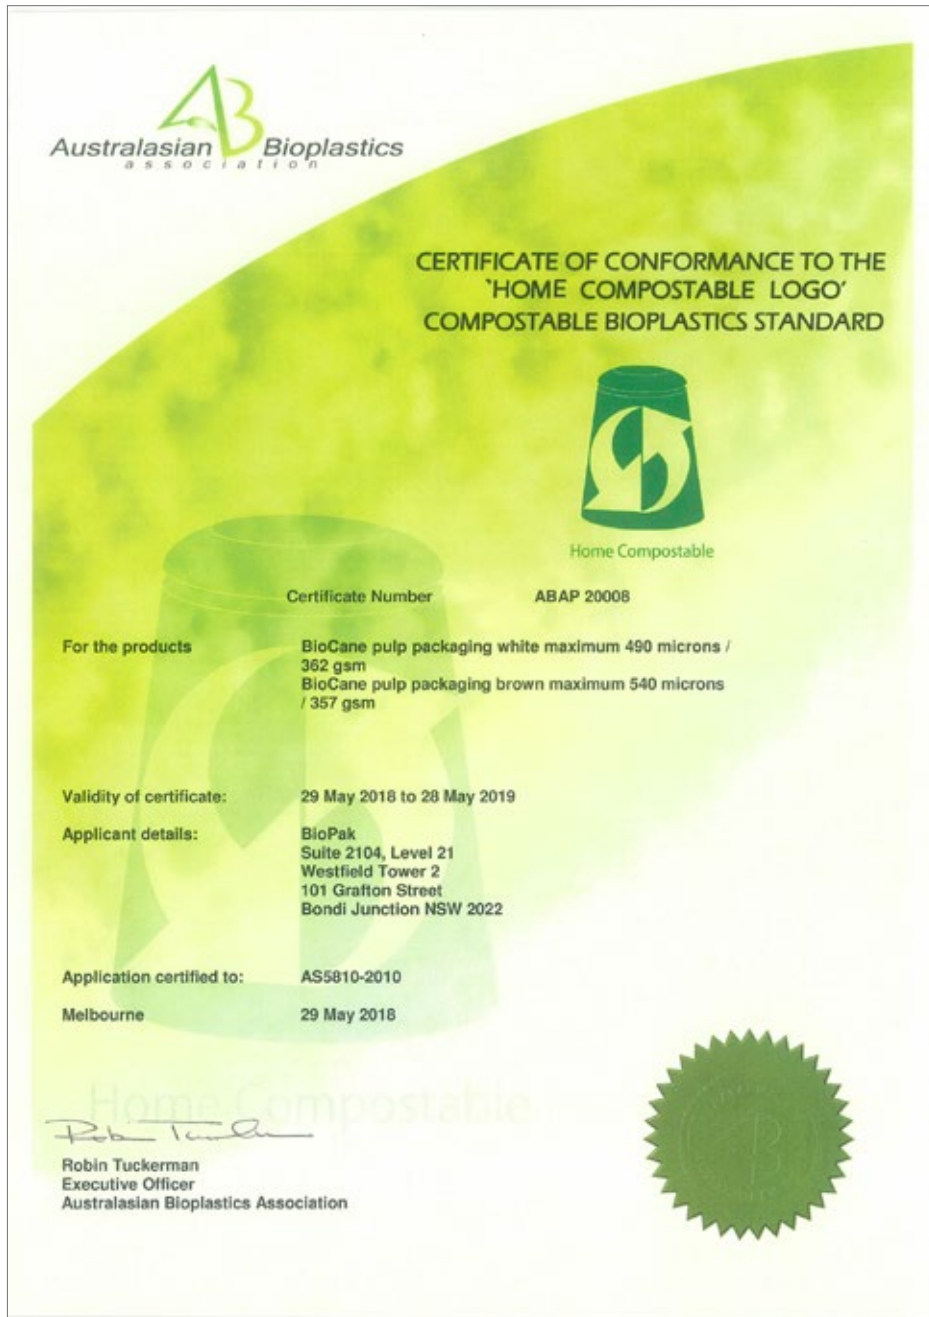 Australasian Bioplastics
association
CERTIFICATE OF CONFORMANCE TO THE
‘HOME COMPOSTABLE LOGO’
COMPOSTABLE BIOPLASTICS STANDARD
Home Compostable
Certificate Number ABAP 20008
For the products BioCane pulp packaging white maximum 490 microns /
362 gsm
BioCane pulp packaging brown maximum 540 microns
/ 357 gsm
Validity of certificate: 29 May 2018 to 28 May 2019
Applicant details: BioPak
Suite 2104, Level 21
Westfield Tower 2
101 Grafton Street
Bondi Junction NSW 2022
Application certified to: AS5810-2010
Melbourne 29 May 2018
Home Compostable
Robin Tuckerman
Executive Officer
Australasian Bioplastics Association